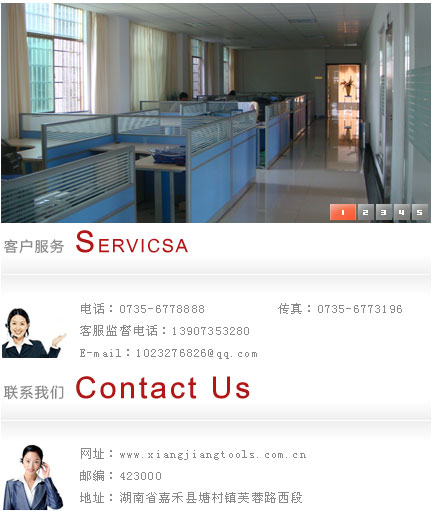 1 2 3 4 5
客户服务 SERVICSA
电话：0735-6778888 传真：0735-6773196
客服监督电话：13907353280
E-mail：1023276826@qq.com
联系我们 Contact Us
网址：www.xiangjiangtools.com.cn
邮编：423000
地址：湖南省嘉禾县塘村镇芙蓉路西段